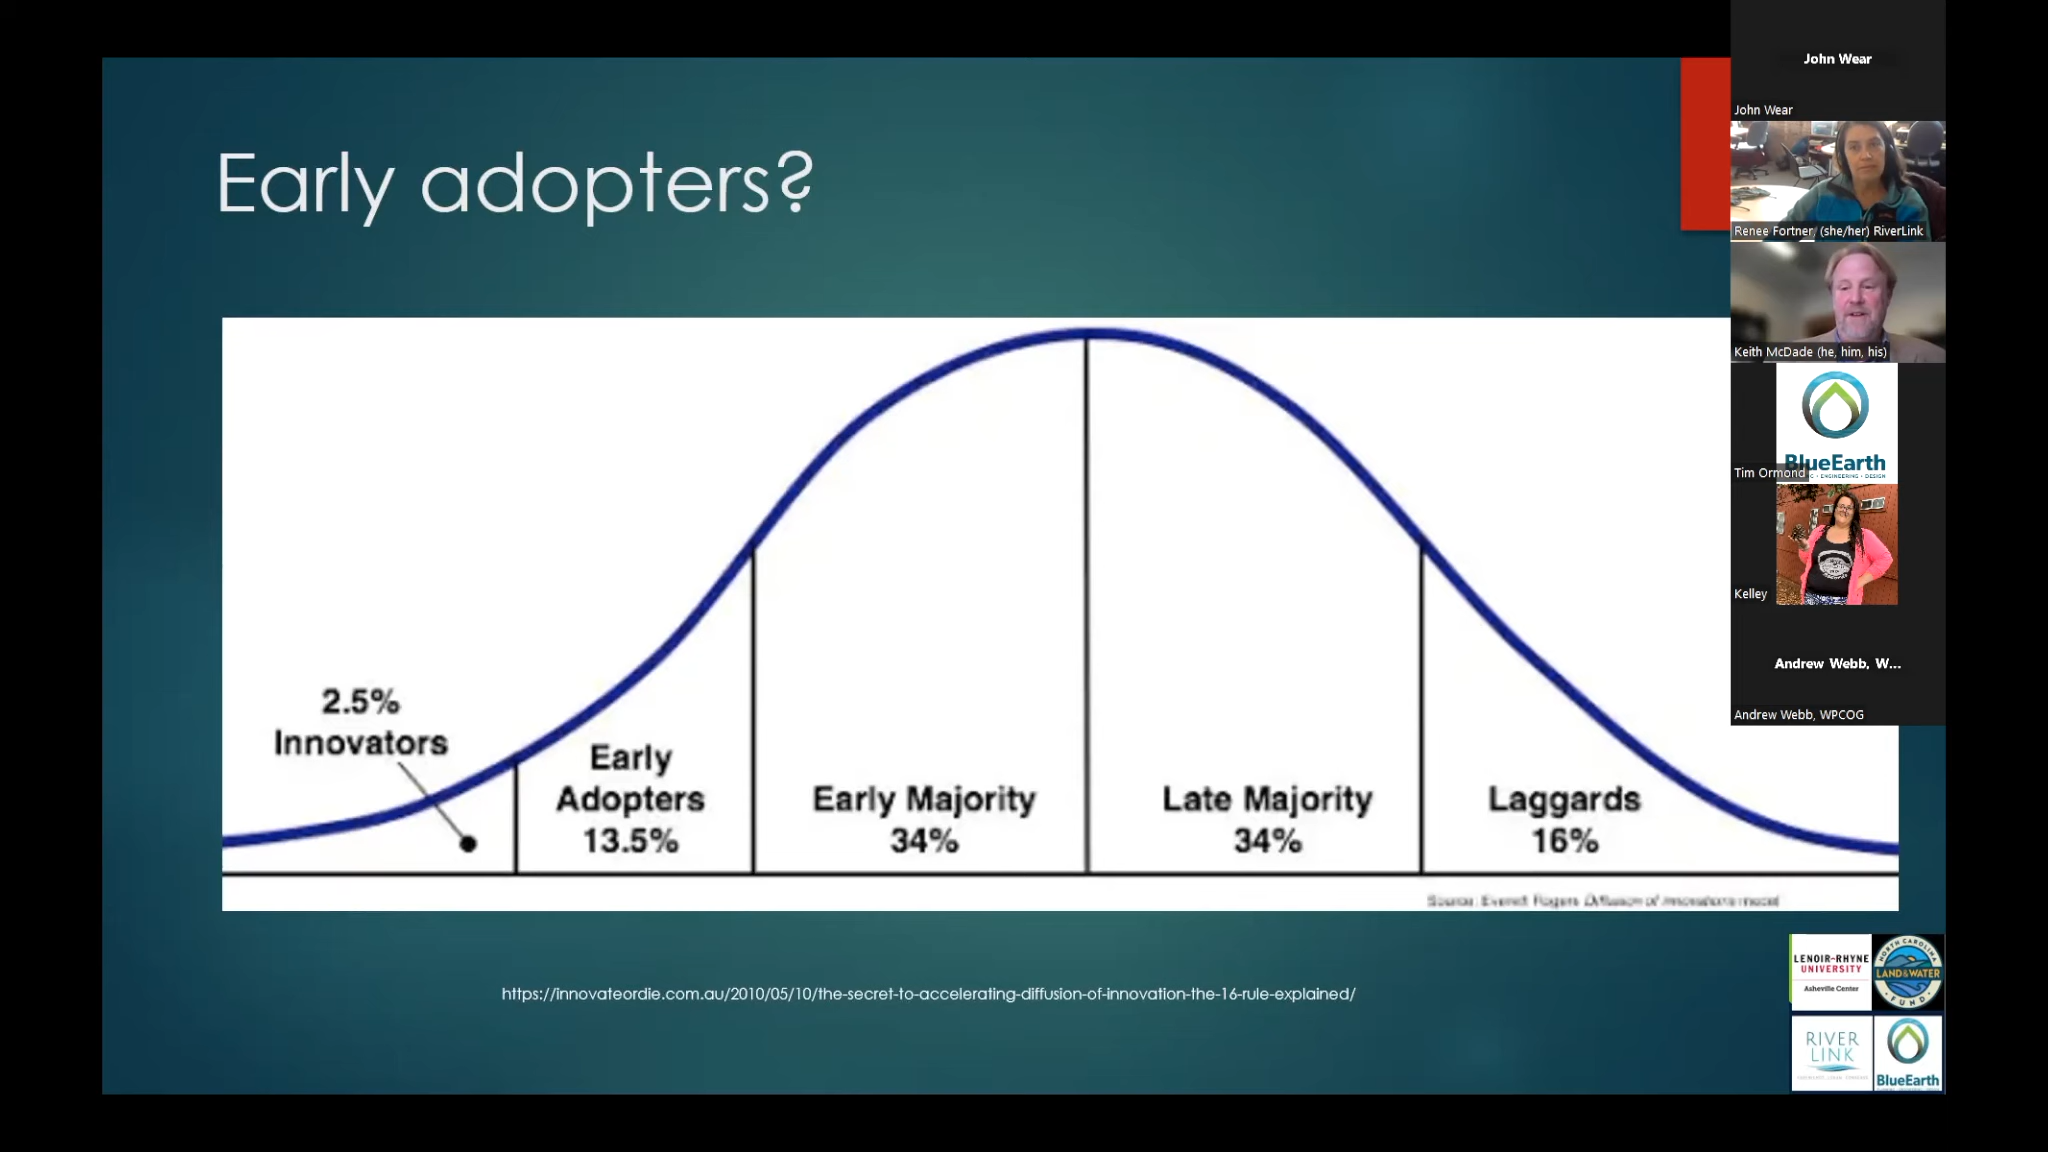 Early adopters?
2.5%
Innovators
Early
Adopters
13.5%
Early Majority
34%
Late Majority
34%
Laggards
16%
Source: Everett Rogers Diffusion of innovations model
https://innovateordie.com.au/2010/05/10/the-secret-to-accelerating-diffusion-of-innovation-the-16-rule-explained/
John Wear
John Wear
Renee Fortner, (she/her) RiverLink
Keith McDade (he, him, his)
BlueEarth
ENGINEERING • DESIGN
Tim Ormond
Kelley
Andrew Webb, W...
Andrew Webb, WPCOG
LENOIR-RHYNE
UNIVERSITY
Asheville Center
NORTH CAROLINA
LAND & WATER
FUND
RIVER
LINK
BlueEarth